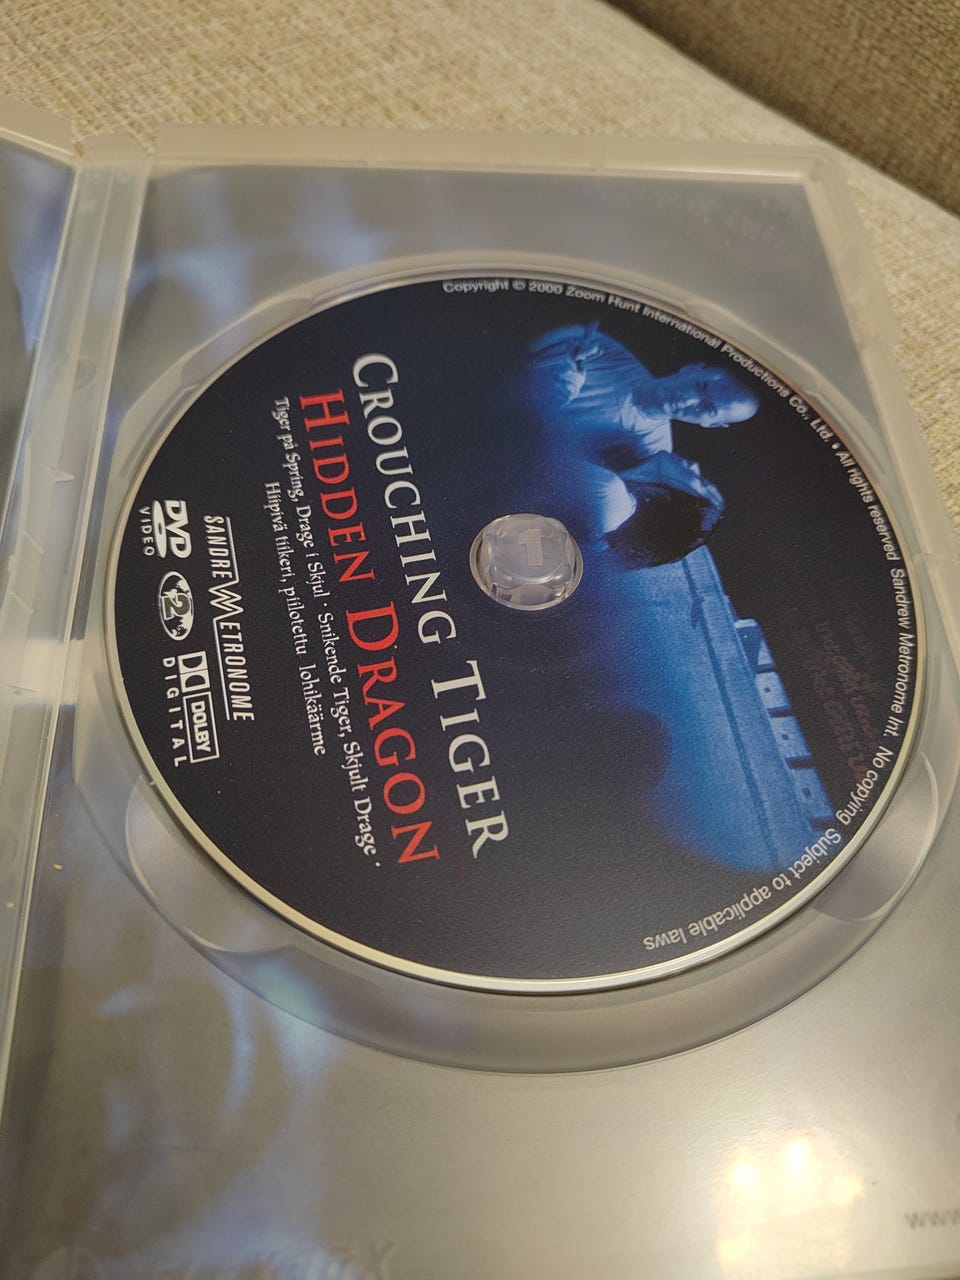 CROUCHING TIGER
HIDDEN DRAGON
Tiger på Spring, Drage i Skjul · Snikende Tiger, Skjult Drage ·
Hiipivä tiikeri, piilotettu lohikäärme
SANDREW METRONOME
DVD
VIDEO
2
DOLBY
DIGITAL
Copyright © 2000 Zoom Hunt International Productions Co., Ltd. • All rights reserved Sandrew Metronome Int. No copying Subject to applicable laws
1
www